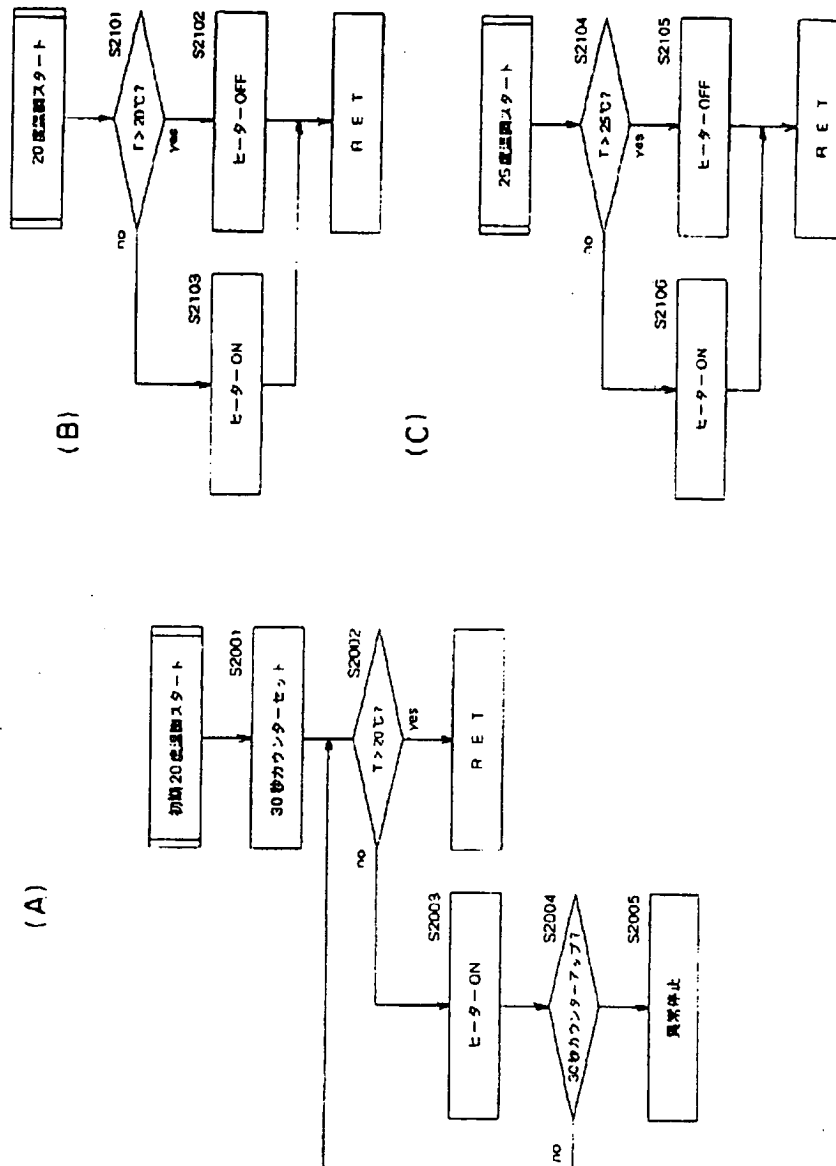 (A)
初期20度温調スタート
S2001
30秒カウンターセット
S2002
T > 20℃?
yes
no
RET
S2003
ヒーターON
S2004
30秒カウンターアップ?
no
S2005
異常停止
(B)
20度温調スタート
S2101
T > 20℃?
yes
no
S2102
ヒーターOFF
S2103
ヒーターON
RET
(C)
25度温調スタート
S2104
T > 25℃?
yes
no
S2105
ヒーターOFF
S2106
ヒーターON
RET